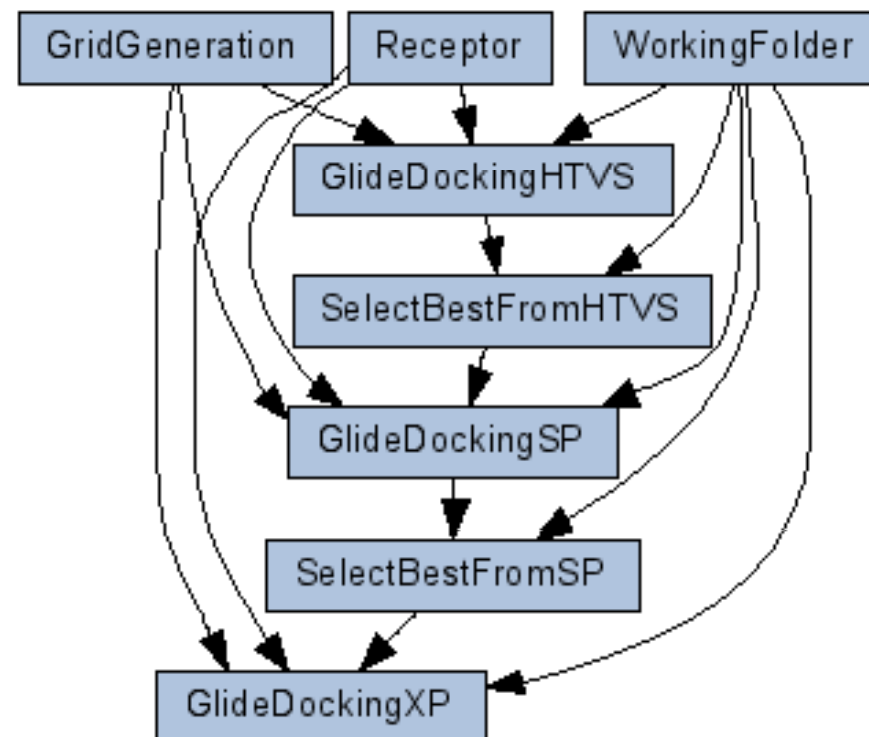 GridGeneration
Receptor
WorkingFolder
GlideDockingHTVS
SelectBestFromHTVS
GlideDockingSP
SelectBestFromSP
GlideDockingXP